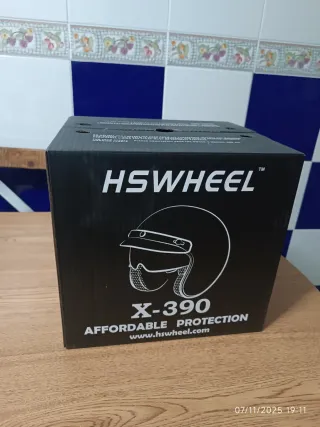 HSWHEEL™
X-390
AFFORDABLE PROTECTION
www.hswheel.com
07/11/2025 19:11